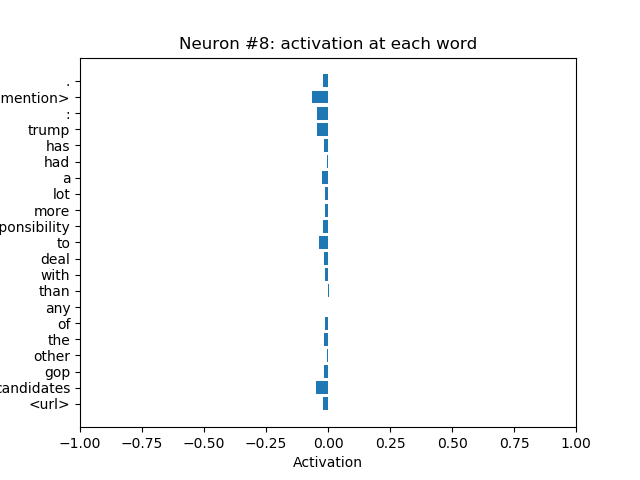 Neuron #8: activation at each word
.
mention>
:
trump
has
had
a
lot
more
ponsibility
to
deal
with
than
any
of
the
other
gop
candidates
<url>
−1.00 −0.75 −0.50 −0.25 0.00 0.25 0.50 0.75 1.00
Activation